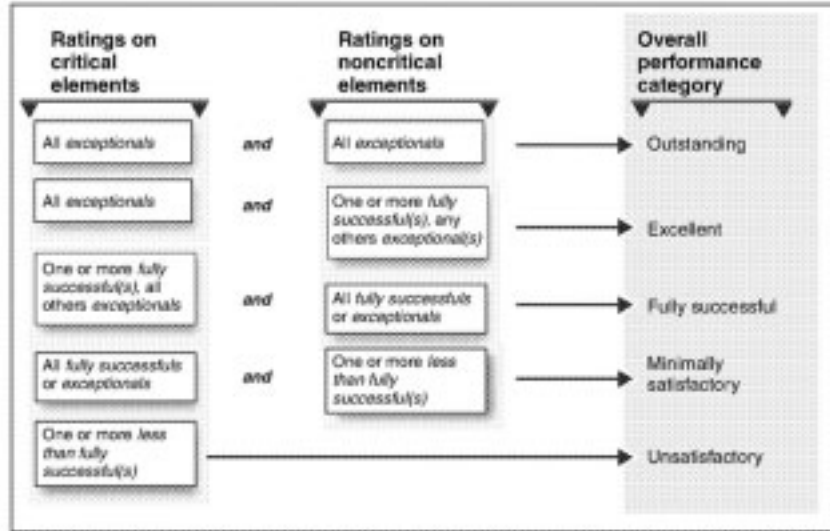 Ratings on
critical
elements
Ratings on
noncritical
elements
Overall
performance
category
All exceptionals
and
All exceptionals
Outstanding
All exceptionals
and
One or more fully
successful(s), any
others exceptional(s)
Excellent
One or more fully
successful(s), all
others exceptionals
and
All fully successfuls
or exceptionals
Fully successful
All fully successfuls
or exceptionals
and
One or more less
than fully
successful(s)
Minimally
satisfactory
One or more less
than fully
successful(s)
Unsatisfactory